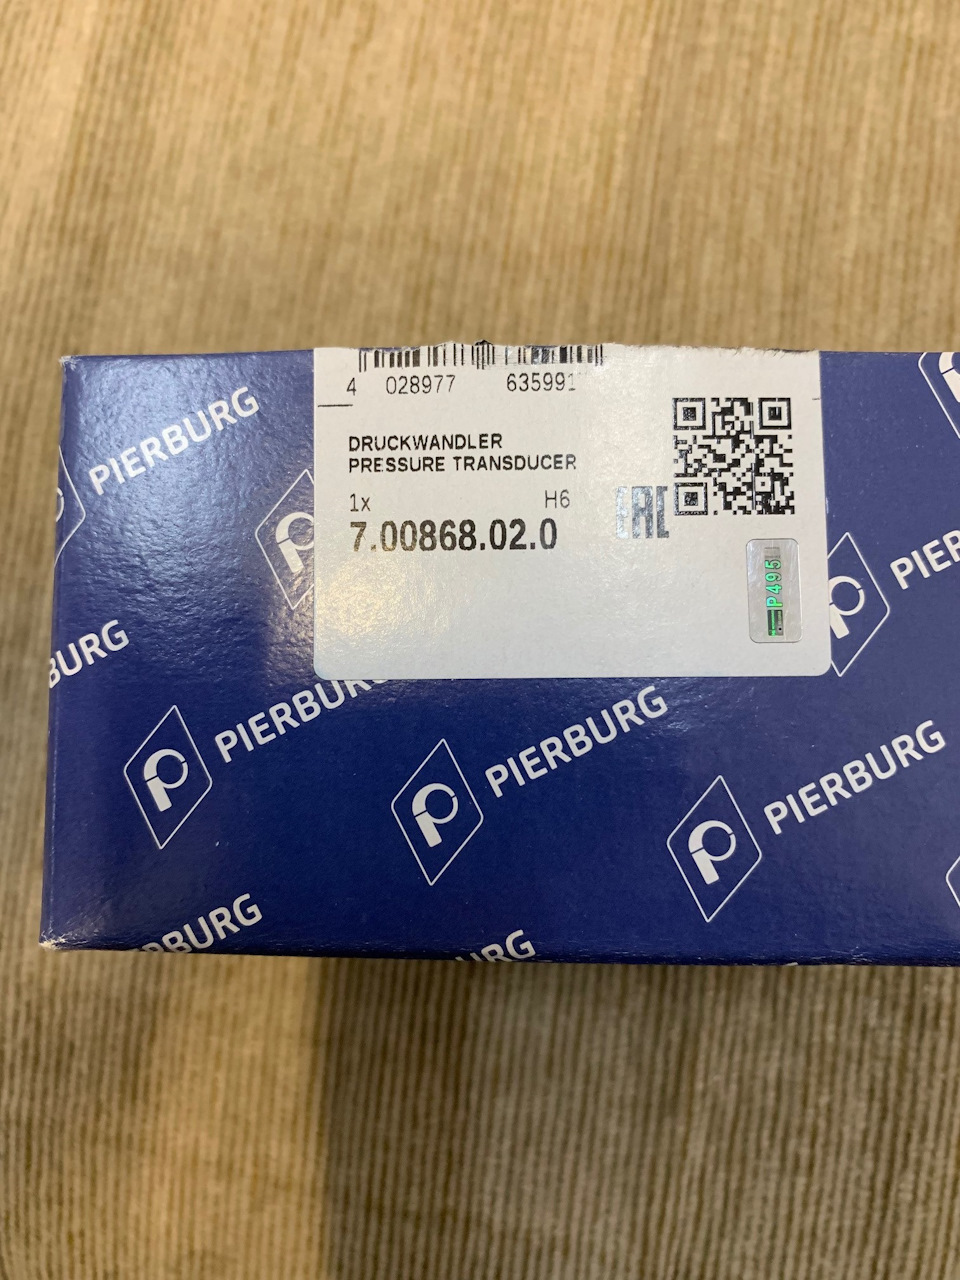 4 028977 635991
DRUCKWANDLER
PRESSURE TRANSDUCER
1x H6
7.00868.02.0
EAC
P495
PIERBURG
PIERBURG
PIERBURG
PIERBURG
PIERBURG